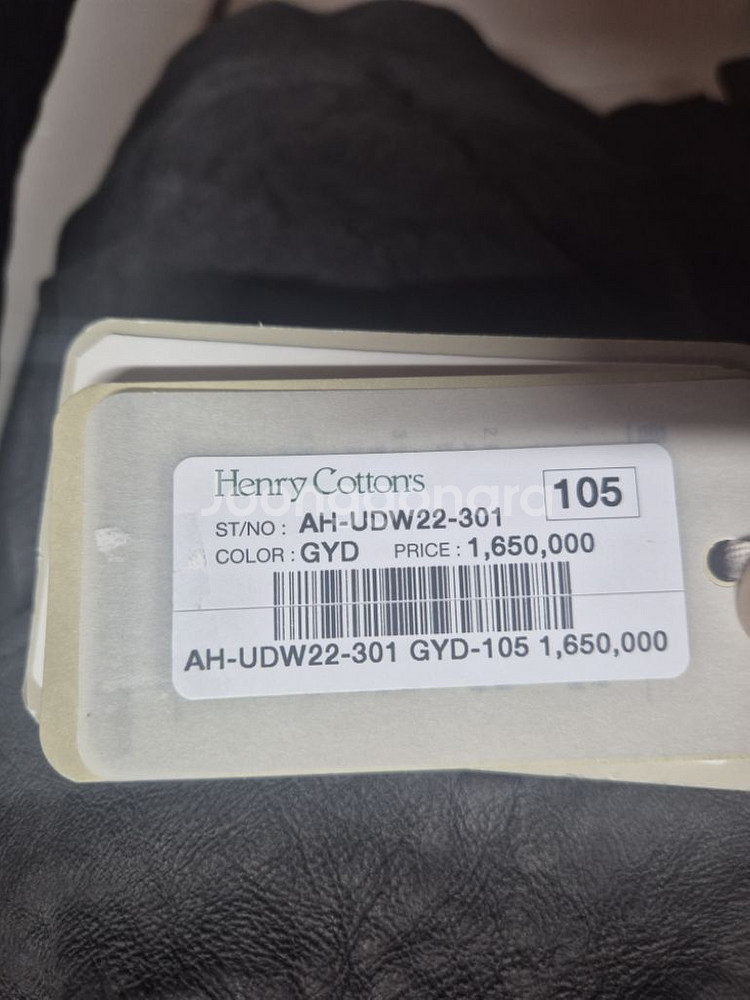 Henry Cotton's
105
ST/NO : AH-UDW22-301
COLOR : GYD PRICE : 1,650,000
AH-UDW22-301 GYD-105 1,650,000
Joonggongra